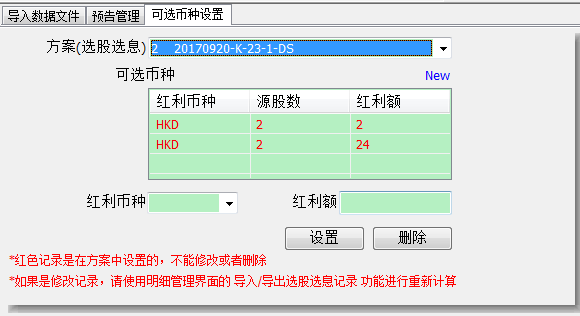 导入数据文件 预告管理 可选币种设置
方案(选股选息) 2 20170920-K-23-1-DS
可选币种 New
红利币种 源股数 红利额
HKD 2 2
HKD 2 24
红利币种 红利额
设置 删除
*红色记录是在方案中设置的，不能修改或者删除
*如果是修改记录，请使用明细管理界面的 导入/导出选股选息记录 功能进行重新计算